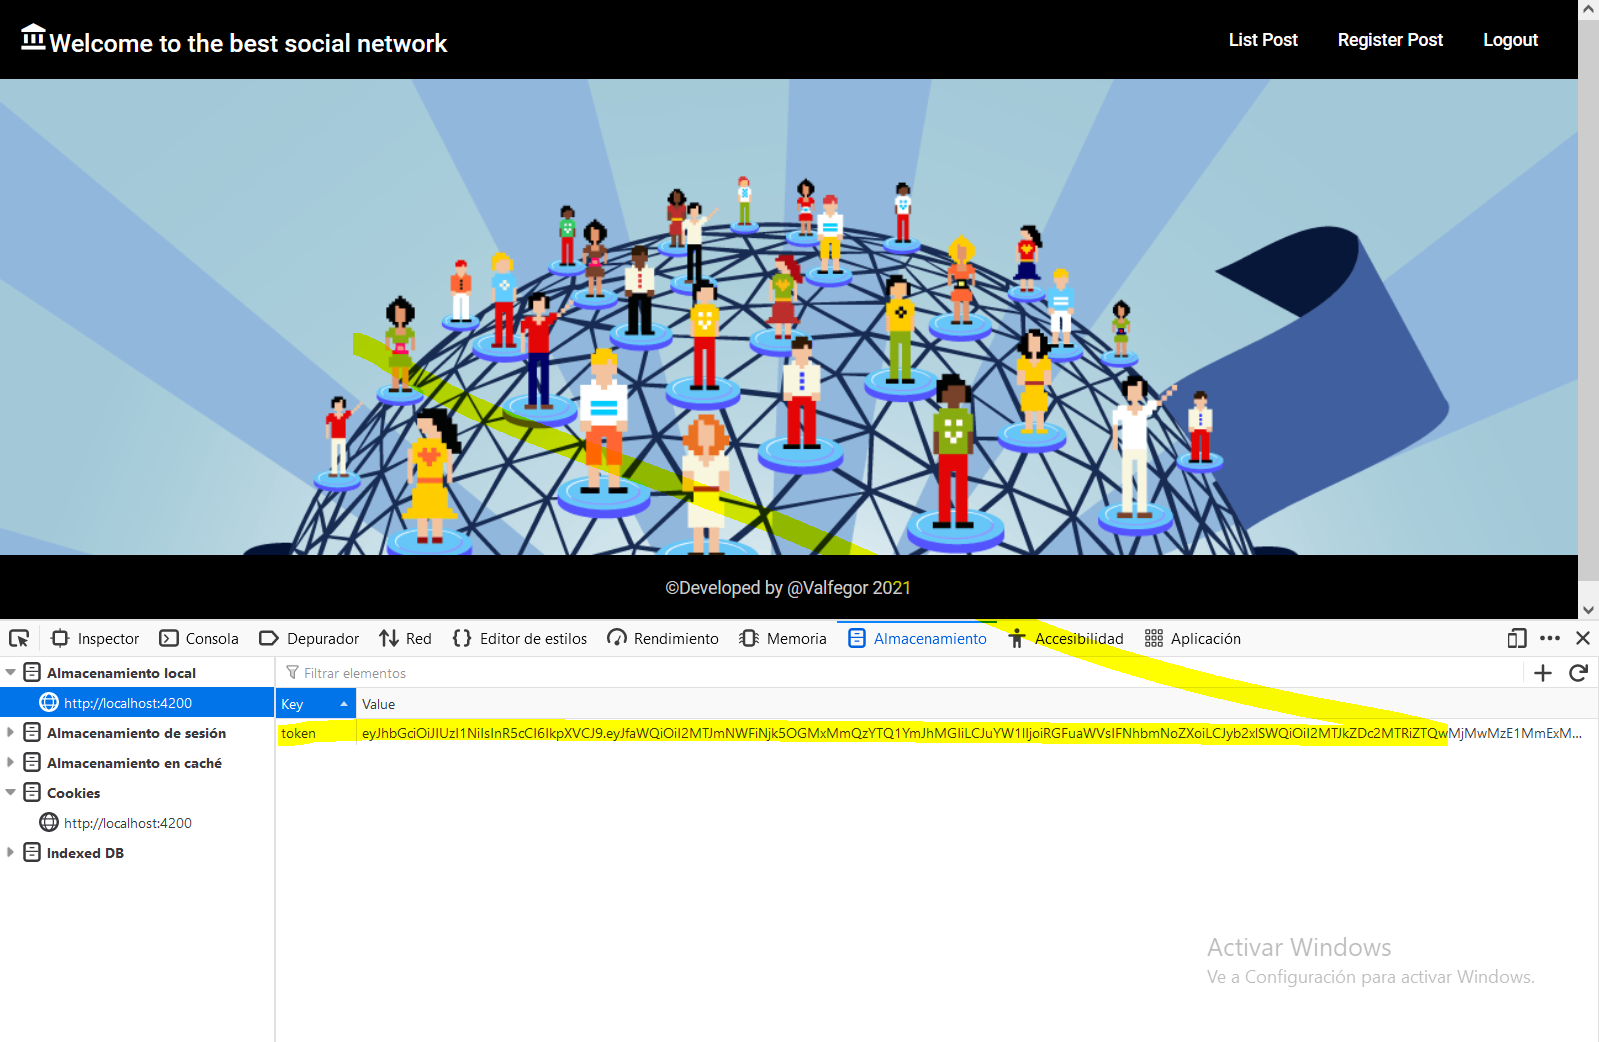 Welcome to the best social network
List Post
Register Post
Logout
©Developed by @Valfegor 2021
Inspector
Consola
Depurador
Red
Editor de estilos
Rendimiento
Memoria
Almacenamiento
Accesibilidad
Aplicación
Almacenamiento local
http://localhost:4200
Almacenamiento de sesión
Almacenamiento en caché
Cookies
http://localhost:4200
Indexed DB
Filtrar elementos
Key
Value
token
eyJhbGciOiJIUzI1NiIsInR5cCI6IkpXVCJ9.eyJfaWQiOiI2MTJmNWFiNjk5OGMxMmQzYTQ1YmJhMGIiLCJuYW1lIjoiRGFuaWVsIFNhbmNoZXoiLCJyb2xlSWQiOiI2MTJkZDc2MTRiZTQwMjMwMzE1MmExM...
Activar Windows
Ve a Configuración para activar Windows.